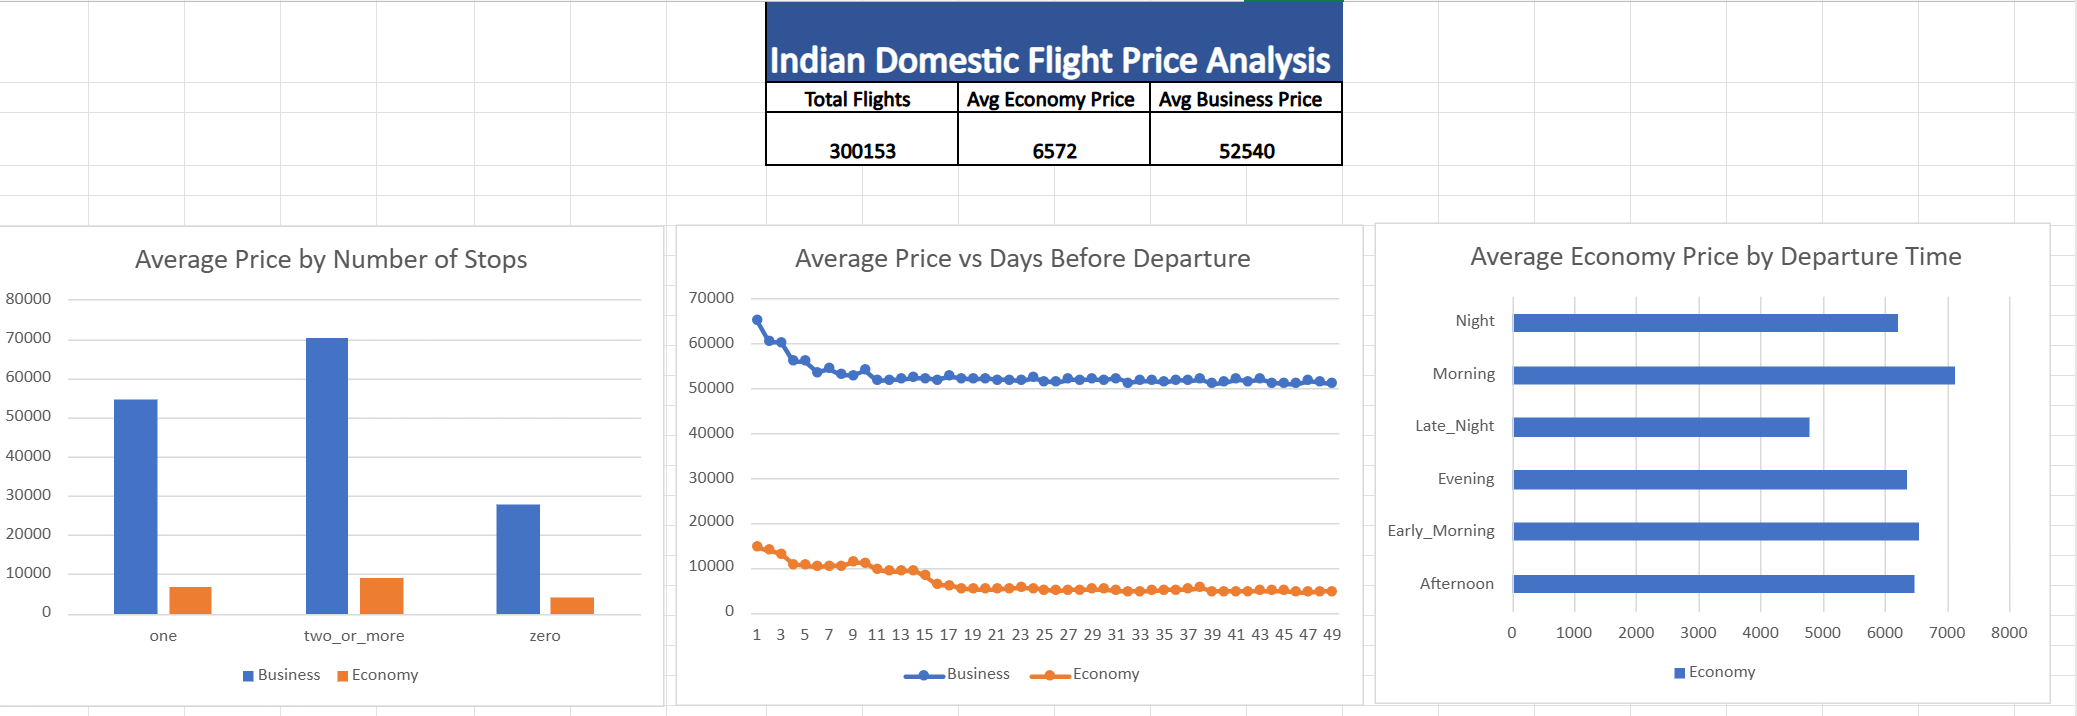 Indian Domestic Flight Price Analysis
Total Flights Avg Economy Price Avg Business Price
300153 6572 52540
Average Price by Number of Stops
80000
70000
60000
50000
40000
30000
20000
10000
0
one two_or_more zero
Business Economy
Average Price vs Days Before Departure
70000
60000
50000
40000
30000
20000
10000
0
1 3 5 7 9 11 13 15 17 19 21 23 25 27 29 31 33 35 37 39 41 43 45 47 49
Business Economy
Average Economy Price by Departure Time
Night
Morning
Late_Night
Evening
Early_Morning
Afternoon
0 1000 2000 3000 4000 5000 6000 7000 8000
Economy